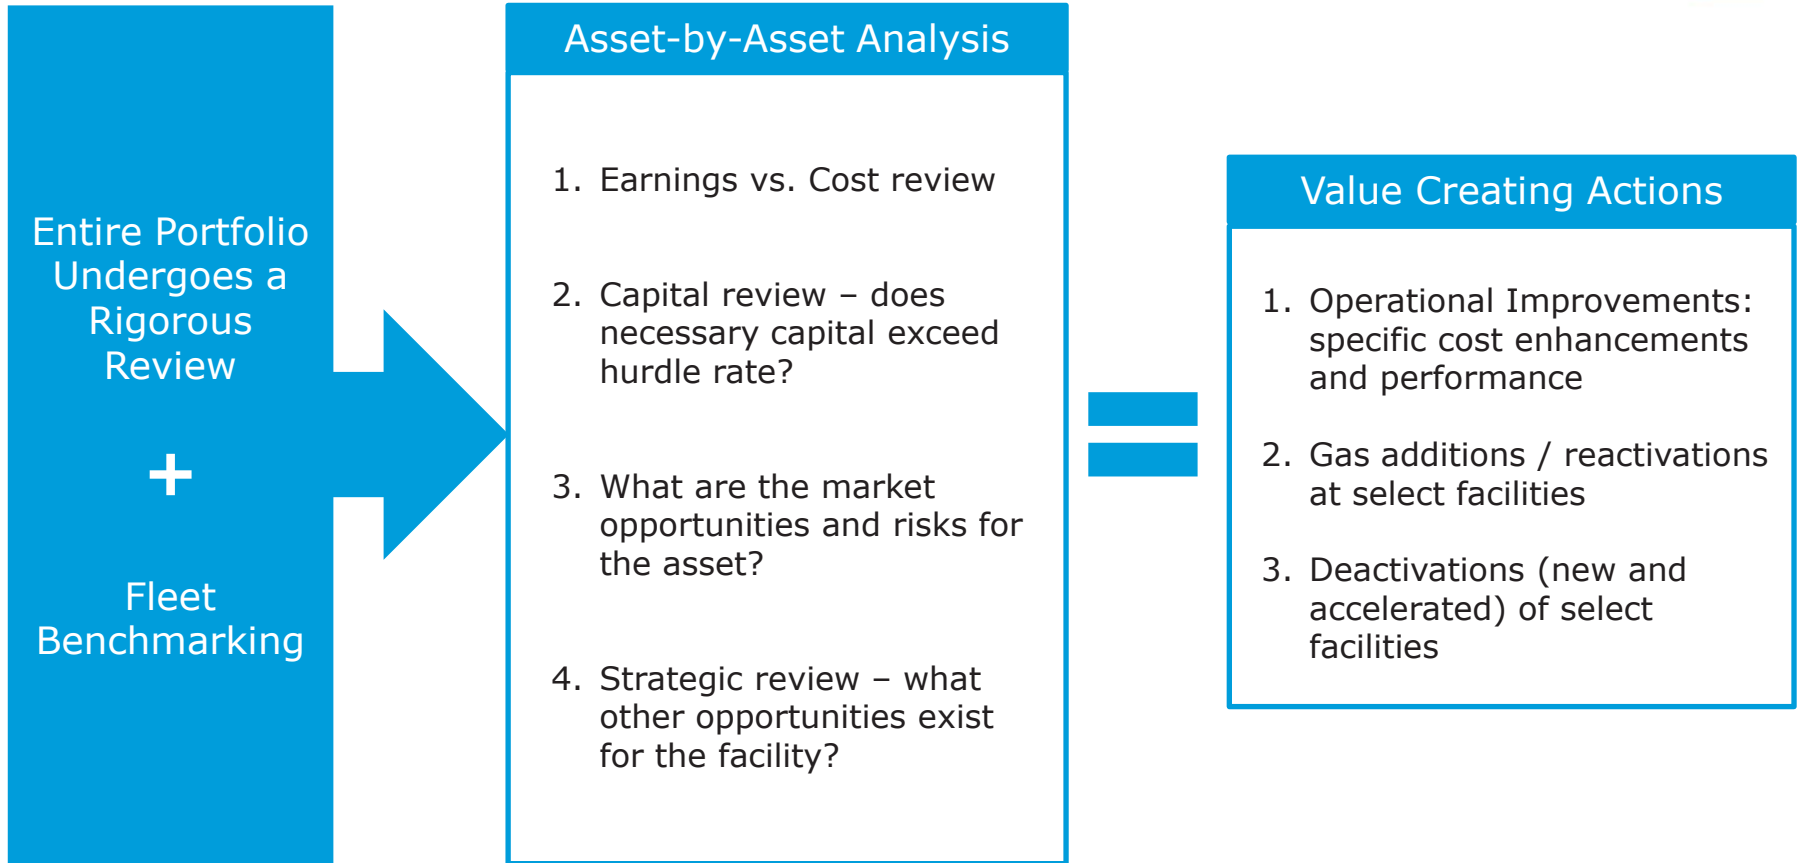 Entire Portfolio
Undergoes a
Rigorous
Review
+
Fleet
Benchmarking
Asset-by-Asset Analysis
1. Earnings vs. Cost review
2. Capital review – does
necessary capital exceed
hurdle rate?
3. What are the market
opportunities and risks for
the asset?
4. Strategic review – what
other opportunities exist
for the facility?
Value Creating Actions
1. Operational Improvements:
specific cost enhancements
and performance
2. Gas additions / reactivations
at select facilities
3. Deactivations (new and
accelerated) of select
facilities